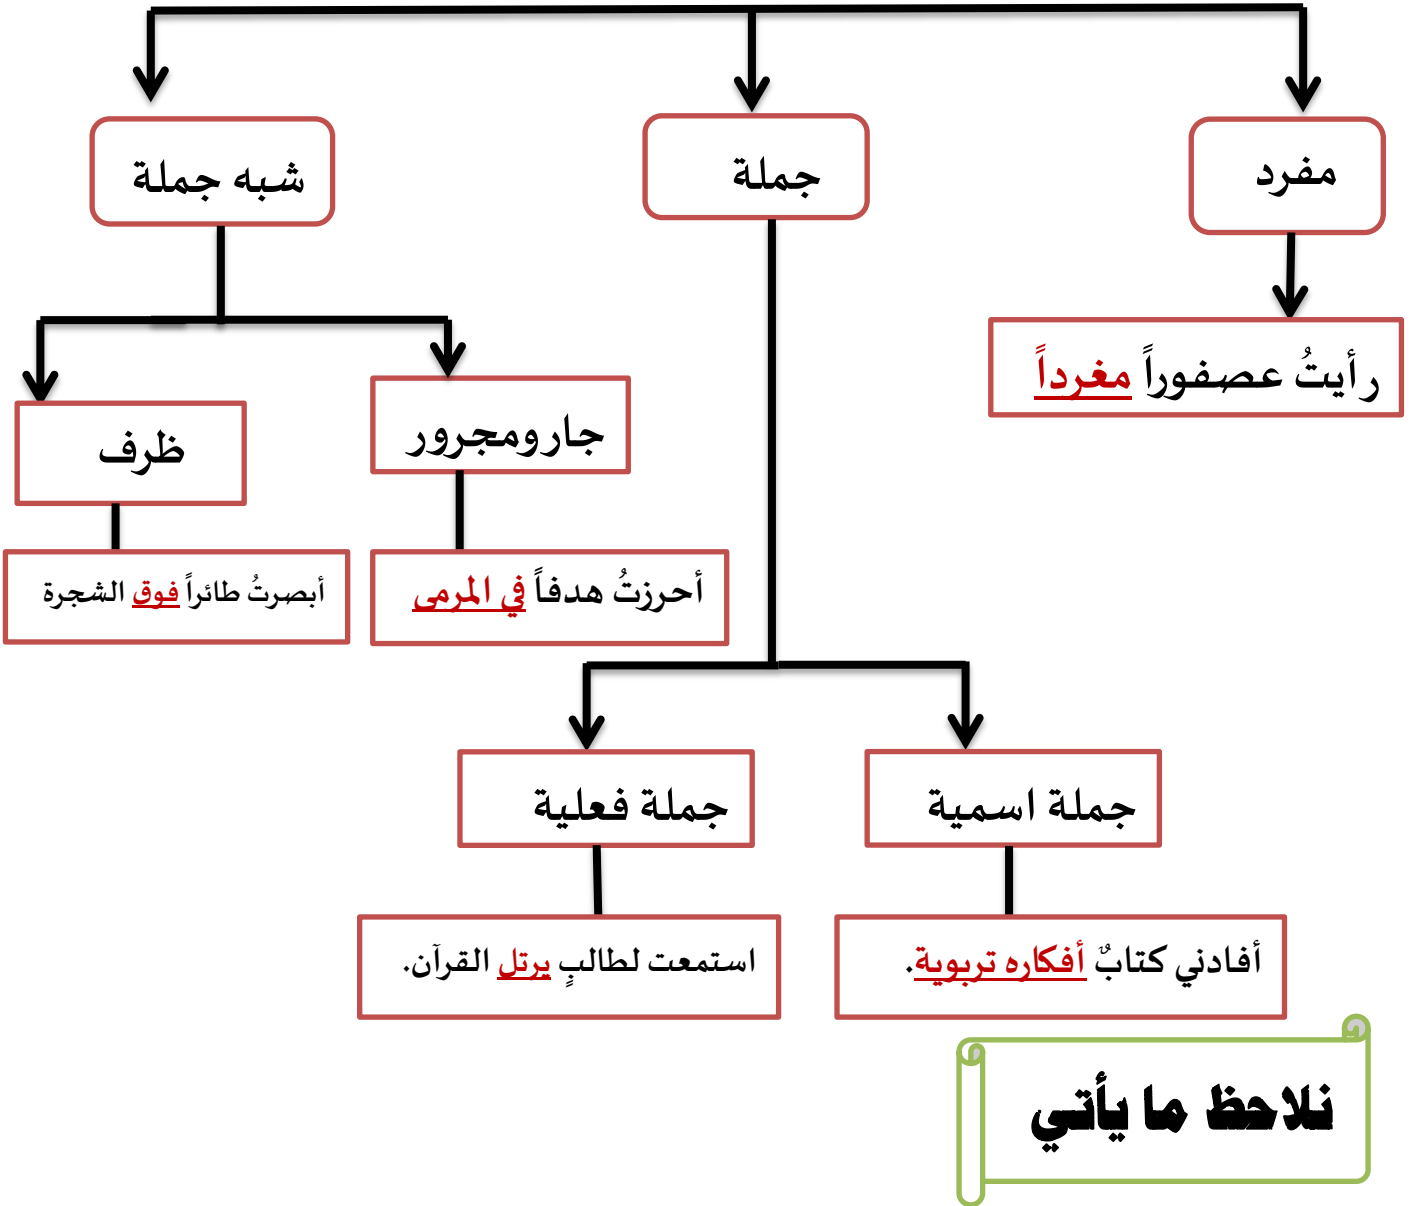 مفرد
جملة
شبه جملة
رأيتُ عصفوراً مغرداً
جارومجرور
ظرف
أحرزتُ هدفاً في المرمى
أبصرتُ طائراً فوق الشجرة
جملة اسمية
جملة فعلية
أفادني كتابٌ أفكاره تربوية.
استمعت لطالبٍ يرتل القرآن.
نلاحظ ما يأتي